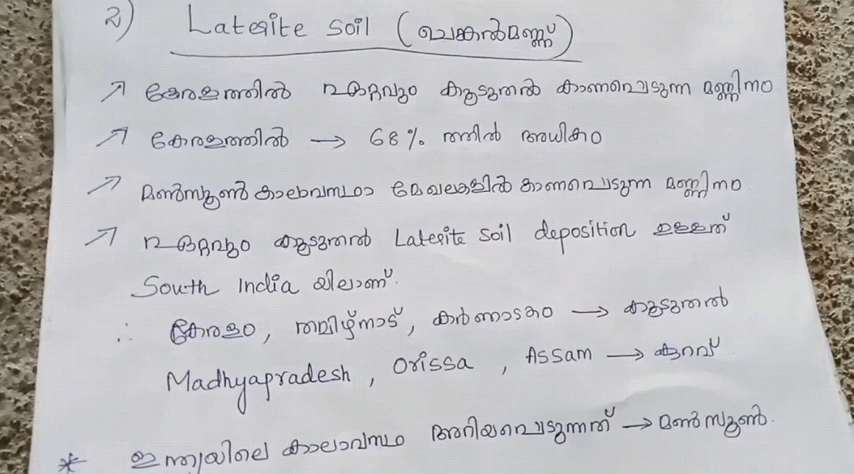 2) Laterite soil (ചെങ്കൽമണ്ണ്)
↗ കേരളത്തിൽ ഏറ്റവും കൂടുതൽ കാണപ്പെടുന്ന മണ്ണിനം
↗ കേരളത്തിൽ → 68% ത്തിൽ അധികം
↗ മൺസൂൺ കാലാവസ്ഥാ മേഖലകളിൽ കാണപ്പെടുന്ന മണ്ണിനം
↗ ഏറ്റവും കൂടുതൽ Laterite soil deposition ഉള്ളത്
South India യിലാണ്.
∴ കേരളം, തമിഴ്നാട്, കർണാടകം → കൂടുതൽ
Madhyapradesh, Orissa, Assam → കുറവ്
* ഇന്ത്യയിലെ കാലാവസ്ഥ അറിയപ്പെടുന്നത് → മൺസൂൺ.